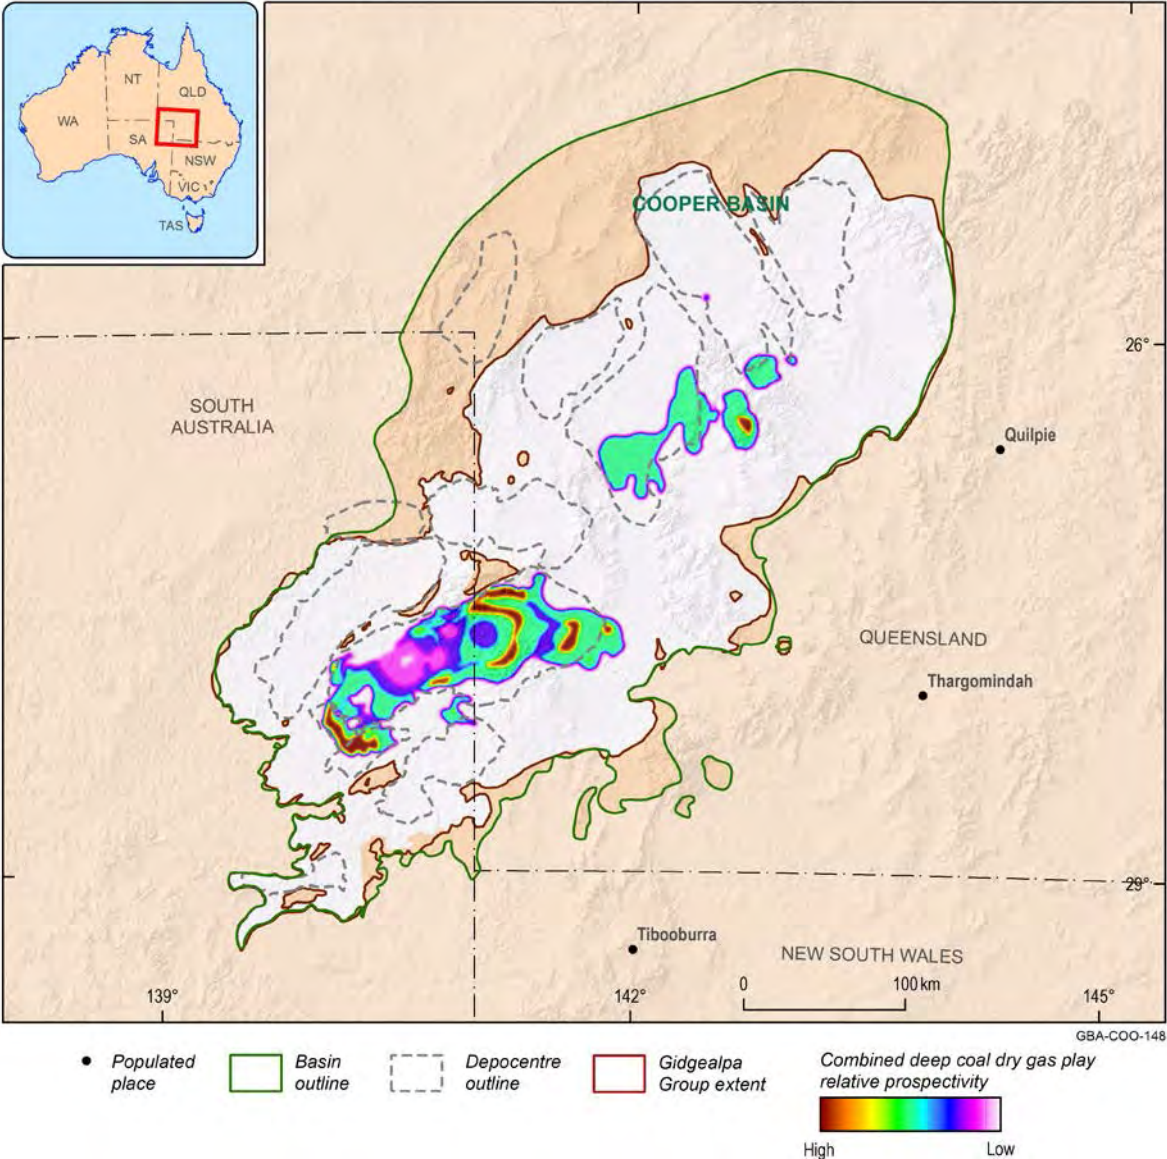 NT
QLD
WA
SA
NSW
VIC
TAS
COOPER BASIN
26°
SOUTH
AUSTRALIA
Quilpie
QUEENSLAND
Thargomindah
29°
Tibooburra
NEW SOUTH WALES
0 100 km
139° 142° 145°
GBA-COO-148
Populated
place
Basin
outline
Depocentre
outline
Gidgealpa
Group extent
Combined deep coal dry gas play
relative prospectivity
High Low